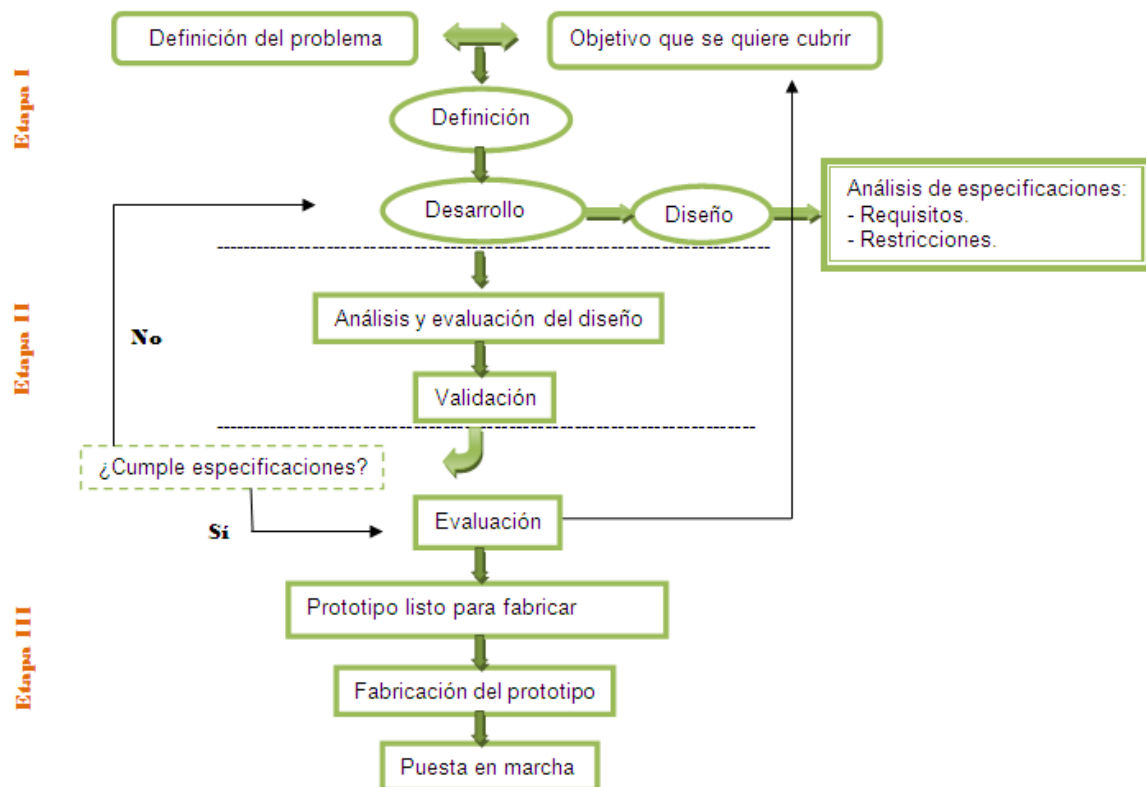 Definición del problema
Objetivo que se quiere cubrir
Etapa I
Definición
Desarrollo
Diseño
Análisis de especificaciones:
- Requisitos.
- Restricciones.
Etapa II
Análisis y evaluación del diseño
No
Validación
¿Cumple especificaciones?
Sí
Evaluación
Etapa III
Prototipo listo para fabricar
Fabricación del prototipo
Puesta en marcha